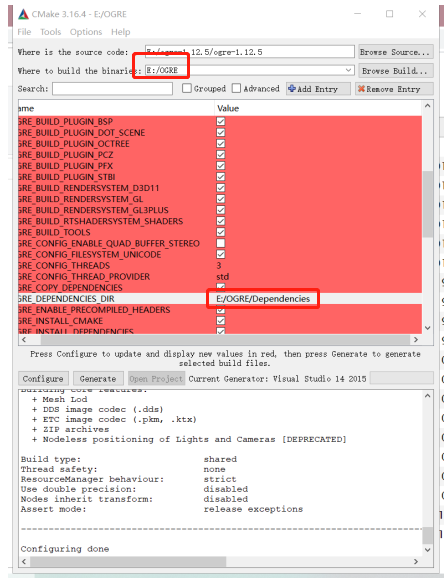 CMake 3.16.4 - E:/OGRE
File Tools Options Help
Where is the source code: E:/ogre-1.12.5/ogre-1.12.5 Browse Source...
Where to build the binaries: E:/OGRE Browse Build...
Search: Grouped Advanced Add Entry Remove Entry
ame Value
GRE_BUILD_PLUGIN_BSP
GRE_BUILD_PLUGIN_DOT_SCENE
GRE_BUILD_PLUGIN_OCTREE
GRE_BUILD_PLUGIN_PCZ
GRE_BUILD_PLUGIN_PFX
GRE_BUILD_PLUGIN_STBI
GRE_BUILD_RENDERSYSTEM_D3D11
GRE_BUILD_RENDERSYSTEM_GL
GRE_BUILD_RENDERSYSTEM_GL3PLUS
GRE_BUILD_RTSHADERSYSTEM_SHADERS
GRE_BUILD_TOOLS
GRE_CONFIG_ENABLE_QUAD_BUFFER_STEREO
GRE_CONFIG_FILESYSTEM_UNICODE
GRE_CONFIG_THREADS 3
GRE_CONFIG_THREAD_PROVIDER std
GRE_COPY_DEPENDENCIES
GRE_DEPENDENCIES_DIR E:/OGRE/Dependencies
GRE_ENABLE_PRECOMPILED_HEADERS
GRE_INSTALL_CMAKE
GRE_INSTALL_DEPENDENCIES
Press Configure to update and display new values in red, then press Generate to generate
selected build files.
Configure Generate Open Project Current Generator: Visual Studio 14 2015
Building core features:
+ Mesh Lod
+ DDS image codec (.dds)
+ ETC image codec (.pkm, .ktx)
+ ZIP archives
+ Nodeless positioning of Lights and Cameras [DEPRECATED]
Build type: shared
Thread safety: none
ResourceManager behaviour: strict
Use double precision: disabled
Nodes inherit transform: disabled
Assert mode: release exceptions
Configuring done